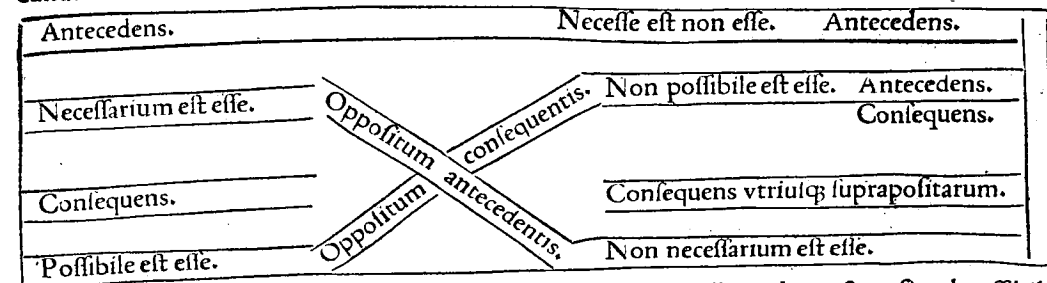 Antecedens. Neceſſe eſt non eſſe. Antecedens.
Neceſſarium eſt eſſe. Non poſſibile eſt eſſe. Antecedens.
Conſequens.
Oppoſitum antecedentis.
Oppoſitum conſequentis.
Conſequens. Conſequens vtriuſqꝫ ſuprapoſitarum.
Poſſibile eſt eſſe. Non neceſſarium eſt eſſe.